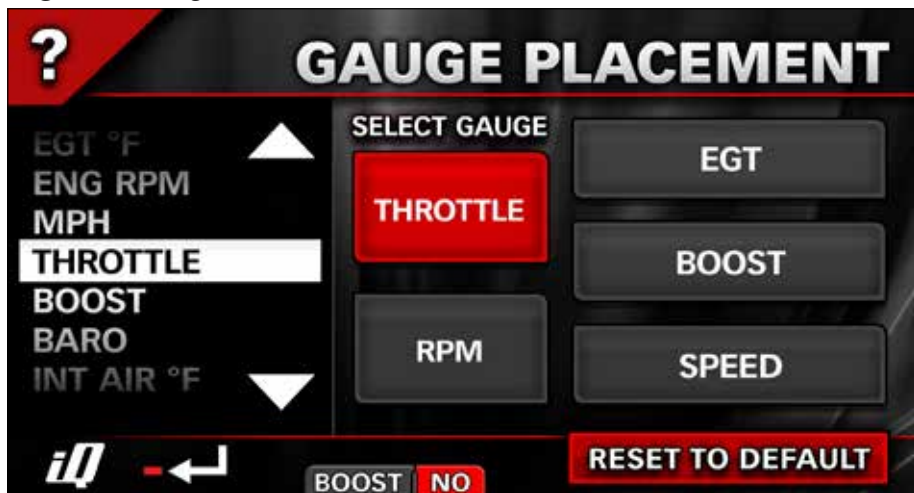 ?
GAUGE PLACEMENT
EGT °F
ENG RPM
MPH
THROTTLE
BOOST
BARO
INT AIR °F
SELECT GAUGE
THROTTLE
RPM
EGT
BOOST
SPEED
iQ
BOOST NO
RESET TO DEFAULT